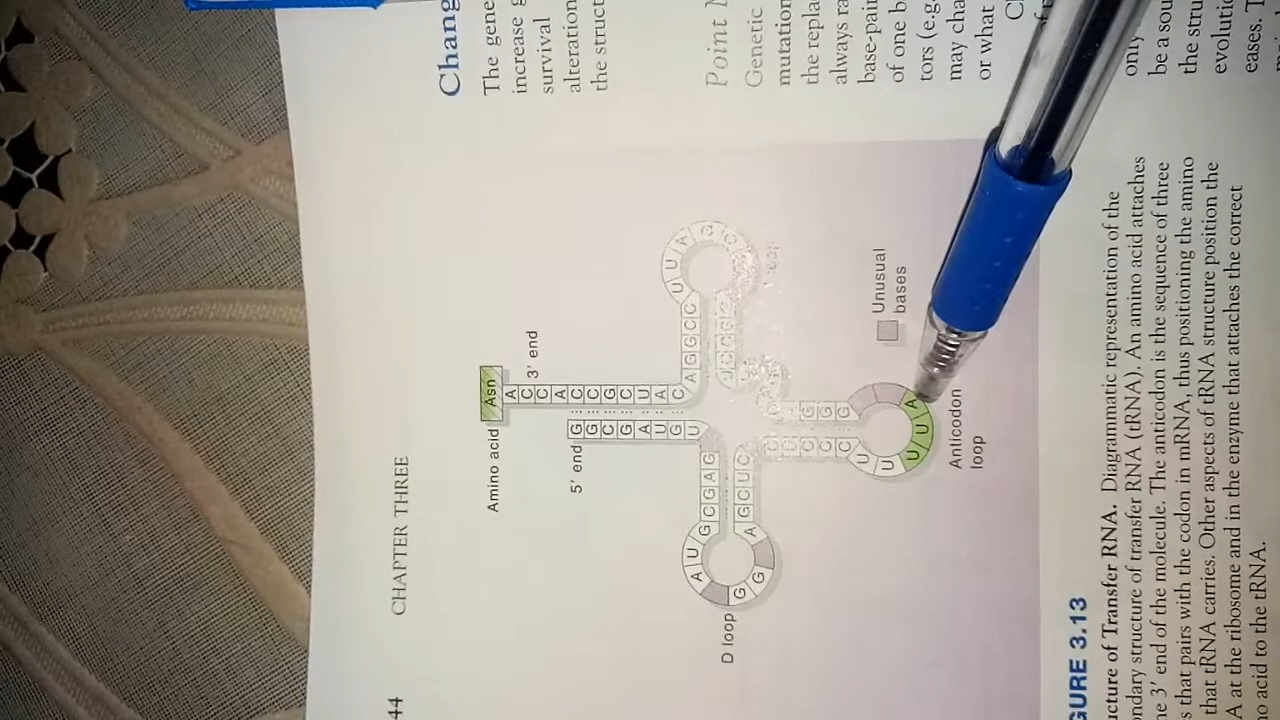 44
CHAPTER THREE
Amino acid
Asn
5′ end
3′ end
A
C
C
A
C
C
G
C
U
A
C
G
G
C
G
A
U
G
U
A G G C C
U
U
A
G C G A G
U
A
D loop
G
G
A G C U C
C
C
C
C
C
G
G
G
U
U
U
U
A
Anticodon
loop
Unusual
bases
GURE 3.13
ucture of Transfer RNA. Diagrammatic representation of the
ondary structure of transfer RNA (tRNA). An amino acid attaches
ne 3′ end of the molecule. The anticodon is the sequence of three
s that pairs with the codon in mRNA, thus positioning the amino
that tRNA carries. Other aspects of tRNA structure position the
A at the ribosome and in the enzyme that attaches the correct
no acid to the tRNA.
Chang
The gene
increase g
survival
alteration
the struct
Point
Genetic
mutation
the replac
always ra
base-pair
of one b
tors (e.g.
may cha
or what
only
be a sou
the stru
evolutio
eases. T